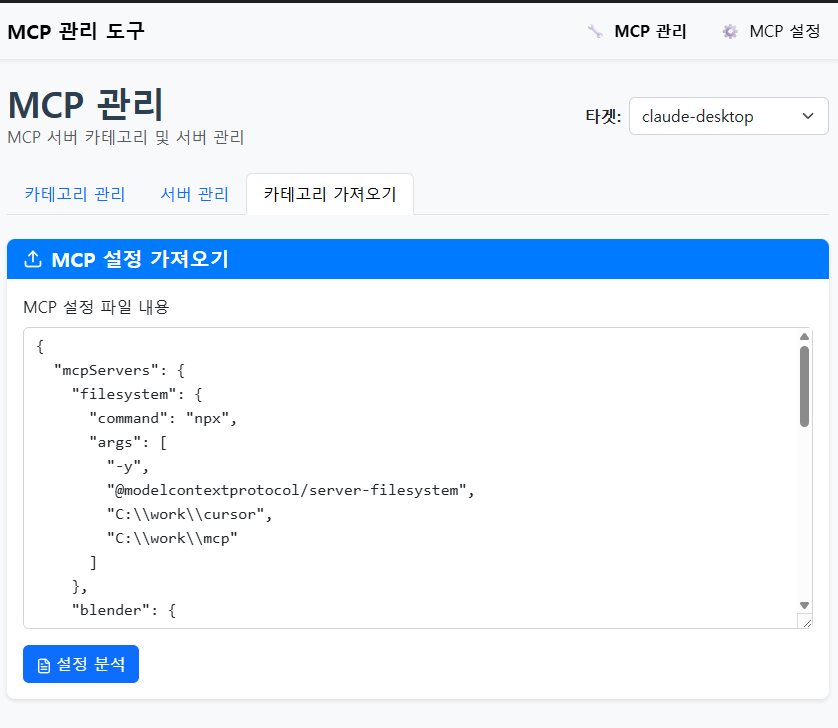 MCP 관리 도구
MCP 관리
MCP 설정
MCP 관리
MCP 서버 카테고리 및 서버 관리
타겟:
claude-desktop
카테고리 관리
서버 관리
카테고리 가져오기
MCP 설정 가져오기
MCP 설정 파일 내용
{
  "mcpServers": {
    "filesystem": {
      "command": "npx",
      "args": [
        "-y",
        "@modelcontextprotocol/server-filesystem",
        "C:\\work\\cursor",
        "C:\\work\\mcp"
      ]
    },
    "blender": {
설정 분석